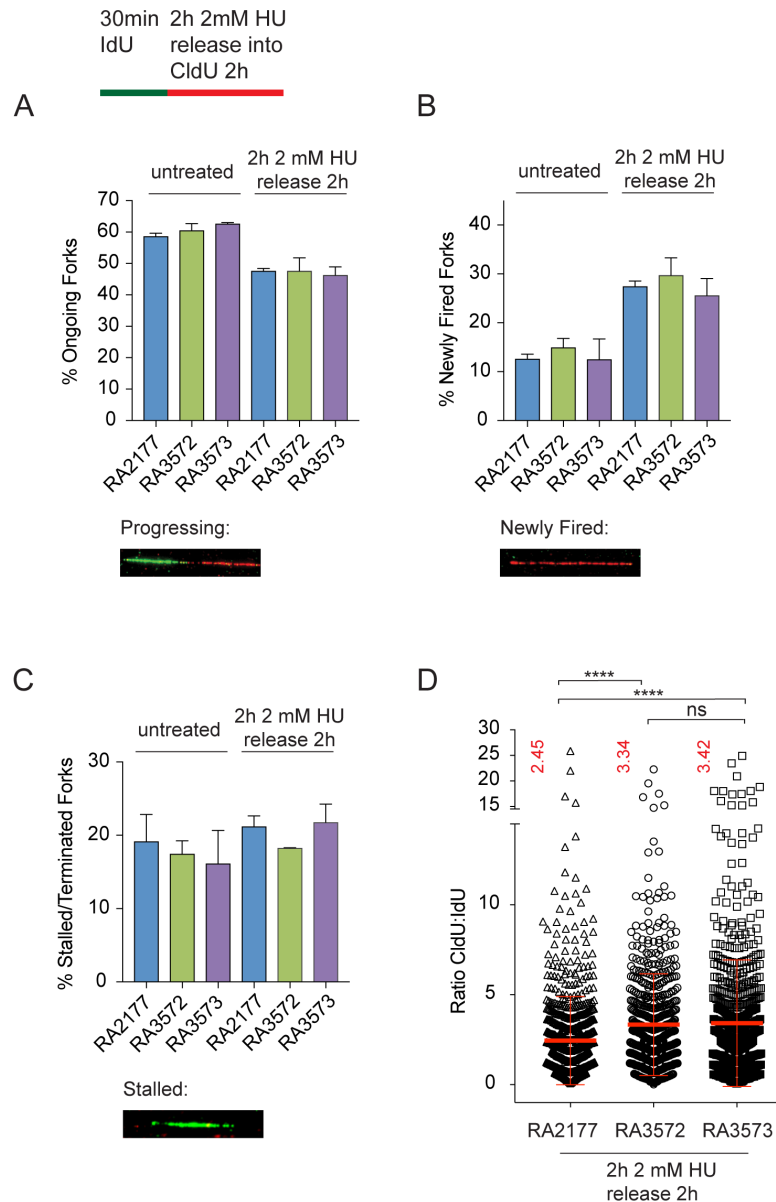 30min 2h 2mM HU
IdU release into
CldU 2h
A
untreated
2h 2 mM HU
release 2h
% Ongoing Forks
70
60
50
40
30
20
10
0
RA2177
RA3572
RA3573
RA2177
RA3572
RA3573
Progressing:
B
untreated
2h 2 mM HU
release 2h
% Newly Fired Forks
40
30
20
10
0
RA2177
RA3572
RA3573
RA2177
RA3572
RA3573
Newly Fired:
C
untreated
2h 2 mM HU
release 2h
% Stalled/Terminated Forks
30
20
10
0
RA2177
RA3572
RA3573
RA2177
RA3572
RA3573
Stalled:
D
****
****
ns
2.45
3.34
3.42
Ratio CldU:IdU
30
25
20
15
10
5
0
RA2177 RA3572 RA3573
2h 2 mM HU
release 2h